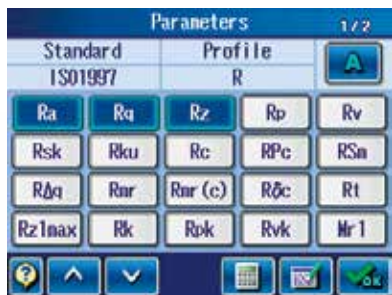 Parameters 1/2
Standard Profile A
ISO1997 R
Ra Rq Rz Rp Rv
Rsk Rku Rc RPc RSm
RΔq Rmr Rmr(c) Rδc Rt
Rz1max Rk Rpk Rvk Mr1
? OK